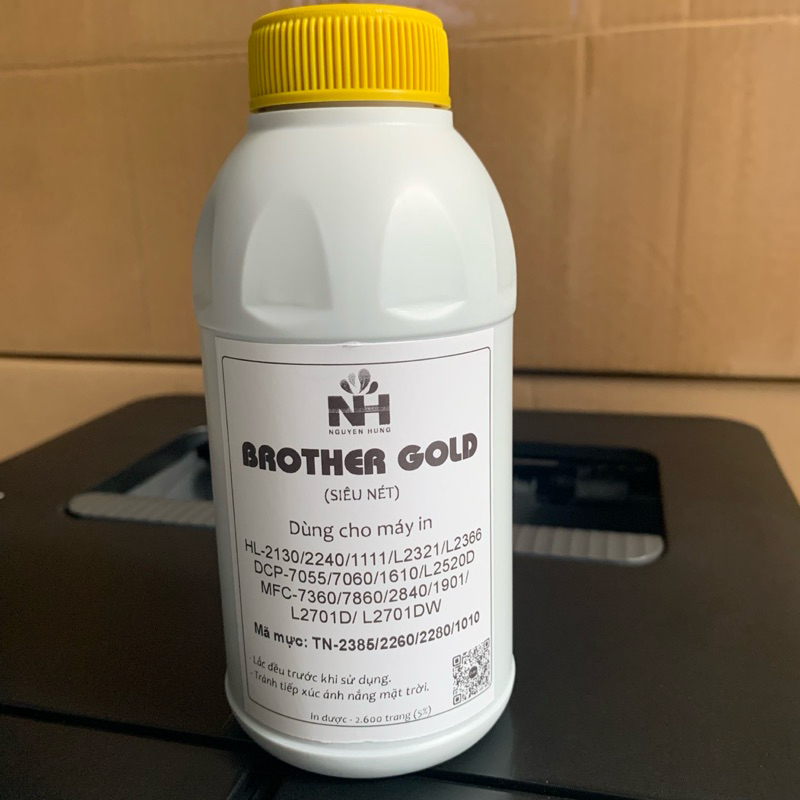 NH
NGUYEN HUNG
BROTHER GOLD
(SIÊU NÉT)
Dùng cho máy in
HL-2130/2240/1111/L2321/L2366
DCP-7055/7060/1610/L2520D
MFC-7360/7860/2840/1901/
L2701D/ L2701DW
Mã mực: TN-2385/2260/2280/1010
- Lắc đều trước khi sử dụng.
- Tránh tiếp xúc ánh nắng mặt trời.
In được - 2.600 trang (5%)